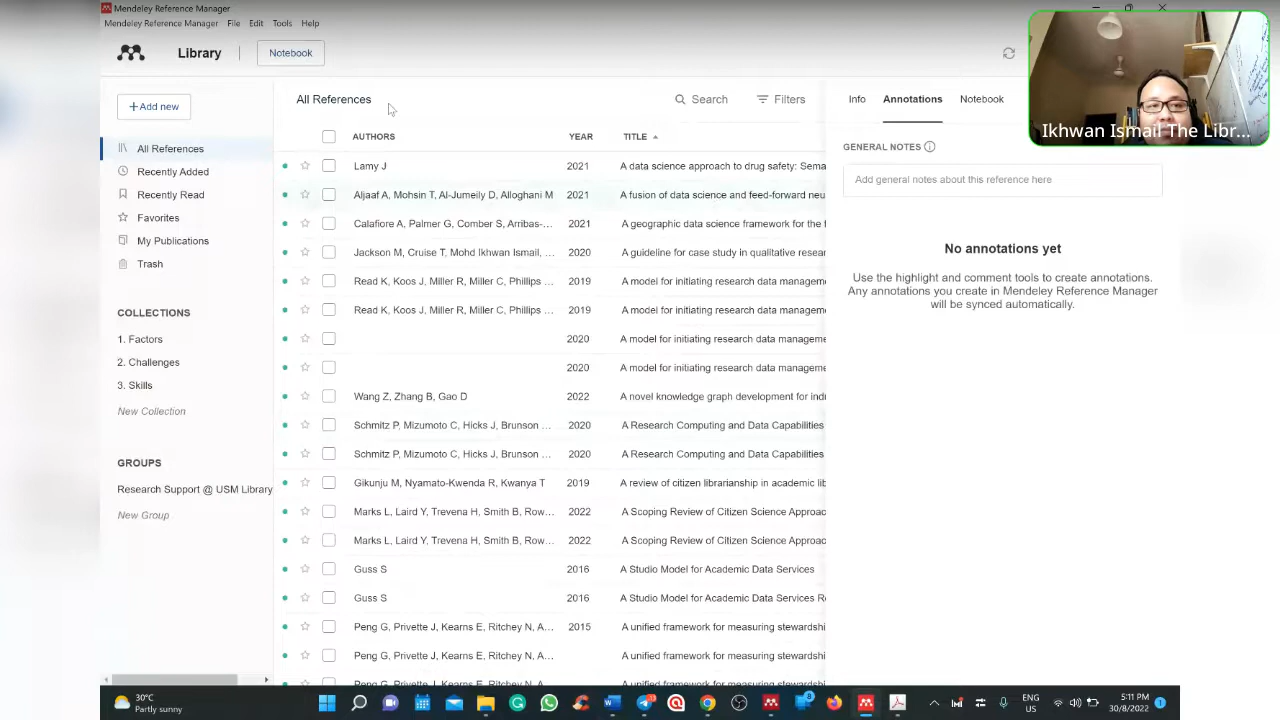 Mendeley Reference Manager
Mendeley Reference Manager File Edit Tools Help
Library Notebook
Ikhwan Ismail The Libr...
+ Add new
All References
Recently Added
Recently Read
Favorites
My Publications
Trash
COLLECTIONS
1. Factors
2. Challenges
3. Skills
New Collection
GROUPS
Research Support @ USM Library
New Group
All References Search Filters
AUTHORS YEAR TITLE
Lamy J 2021 A data science approach to drug safety: Sema
Aljaaf A, Mohsin T, Al-Jumeily D, Alloghani M 2021 A fusion of data science and feed-forward neu
Calafiore A, Palmer G, Comber S, Arribas-... 2021 A geographic data science framework for the
Jackson M, Cruise T, Mohd Ikhwan Ismail, ... 2020 A guideline for case study in qualitative resear
Read K, Koos J, Miller R, Miller C, Phillips ... 2019 A model for initiating research data manageme
Read K, Koos J, Miller R, Miller C, Phillips ... 2019 A model for initiating research data manageme
2020 A model for initiating research data manageme
2020 A model for initiating research data manageme
Wang Z, Zhang B, Gao D 2022 A novel knowledge graph development for ind
Schmitz P, Mizumoto C, Hicks J, Brunson ... 2020 A Research Computing and Data Capabilities
Schmitz P, Mizumoto C, Hicks J, Brunson ... 2020 A Research Computing and Data Capabilities
Gikunju M, Nyamato-Kwenda R, Kwanya T 2019 A review of citizen librarianship in academic lib
Marks L, Laird Y, Trevena H, Smith B, Row... 2022 A Scoping Review of Citizen Science Approac
Marks L, Laird Y, Trevena H, Smith B, Row... 2022 A Scoping Review of Citizen Science Approac
Guss S 2016 A Studio Model for Academic Data Services
Guss S 2016 A Studio Model for Academic Data Services R
Peng G, Privette J, Kearns E, Ritchey N, A... 2015 A unified framework for measuring stewardshi
Peng G, Privette J, Kearns E, Ritchey N, A... A unified framework for measuring stewardshi
Info Annotations Notebook
GENERAL NOTES
Add general notes about this reference here
No annotations yet
Use the highlight and comment tools to create annotations.
Any annotations you create in Mendeley Reference Manager
will be synced automatically.
30°C
Partly sunny
ENG
US
5:11 PM
30/8/2022